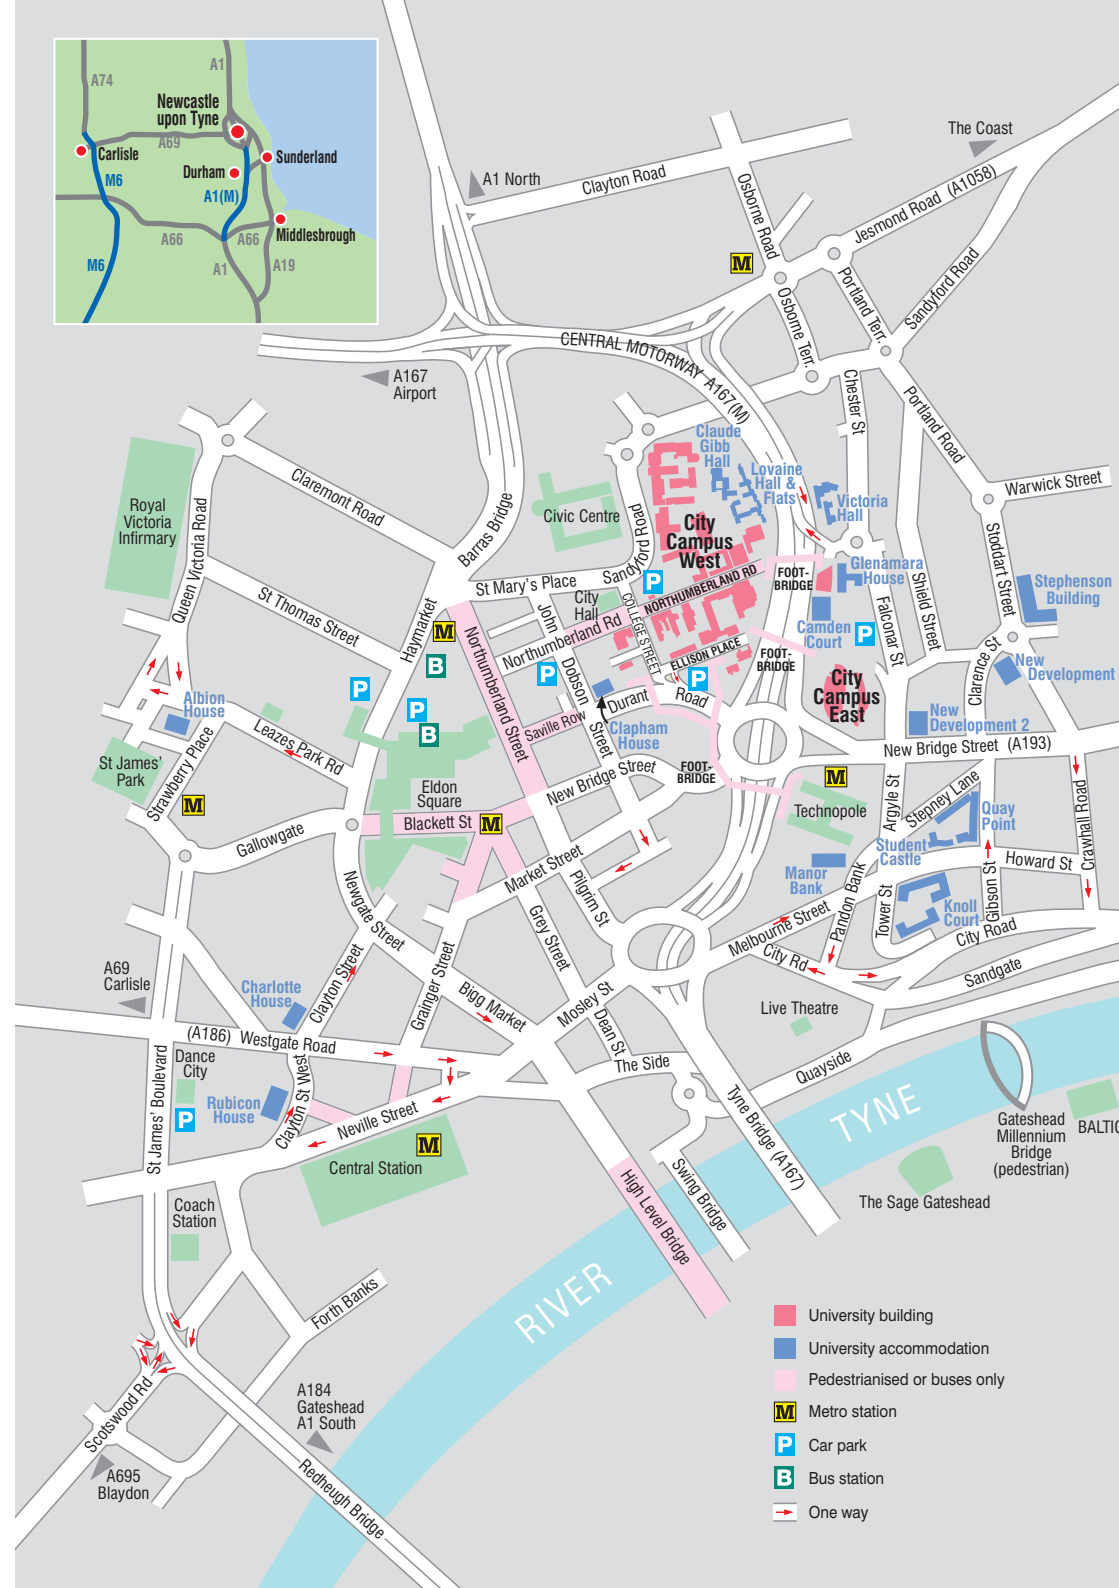 A1
A74
Newcastle
upon Tyne
A69
Carlisle
Sunderland
Durham
M6
A1(M)
A66
A66
Middlesbrough
M6
A1
A19
The Coast
A1 North
Clayton Road
Osborne Road
Jesmond Road (A1058)
M
Portland Terr.
Sandyford Road
Osborne Terr.
CENTRAL MOTORWAY A167(M)
A167
Airport
Chester St
Portland Road
Claude
Gibb
Hall
Lovaine
Hall &
Flats
Claremont Road
Warwick Street
Royal
Victoria
Infirmary
Queen Victoria Road
Barras Bridge
Civic Centre
Sandyford Road
City
Campus
West
Victoria
Hall
Stoddart Street
St Mary's Place
P
NORTHUMBERLAND RD
FOOT-
BRIDGE
Glenamara
House
Stephenson
Building
St Thomas Street
Haymarket
City
Hall
COLLEGE STREET
Shield Street
Falconar St
M
B
Northumberland Street
John Dobson Street
Northumberland Rd
Camden
Court
P
P
ELLISON PLACE
FOOT-
BRIDGE
P
Clarence St
New
Development
City
Campus
East
P
P
B
Albion
House
Durant Road
Saville Row
Clapham
House
New
Development 2
Leazes Park Rd
New Bridge Street (A193)
St James'
Park
Strawberry Place
M
Eldon
Square
New Bridge Street
FOOT-
BRIDGE
M
Technopole
Argyle St
Stepney Lane
Crawhall Road
Quay
Point
Gallowgate
Blackett St
M
Market Street
Student
Castle
Howard St
Manor
Bank
Pandon Bank
Tower St
Knoll
Court
Gibson St
Newgate Street
Pilgrim St
Grey Street
Melbourne Street
City Road
City Rd
Sandgate
A69
Carlisle
Charlotte
House
Clayton Street
Grainger Street
Bigg Market
Mosley St
Dean St
Live Theatre
(A186) Westgate Road
Dance
City
St James' Boulevard
P
Rubicon
House
Clayton St West
The Side
Quayside
Neville Street
M
Central Station
Tyne Bridge (A167)
TYNE
Gateshead
Millennium
Bridge
(pedestrian)
Swing Bridge
High Level Bridge
The Sage Gateshead
Coach
Station
RIVER
Forth Banks
University building
University accommodation
Pedestrianised or buses only
M Metro station
P Car park
B Bus station
One way
Scotswood Rd
A184
Gateshead
A1 South
A695
Blaydon
Redheugh Bridge